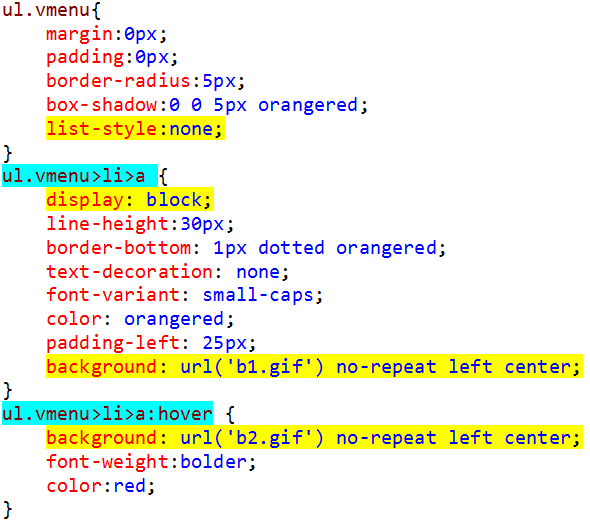 ul.vmenu{
margin:0px;
padding:0px;
border-radius:5px;
box-shadow:0 0 5px orangered;
list-style:none;
}
ul.vmenu>li>a {
display: block;
line-height:30px;
border-bottom: 1px dotted orangered;
text-decoration: none;
font-variant: small-caps;
color: orangered;
padding-left: 25px;
background: url('b1.gif') no-repeat left center;
}
ul.vmenu>li>a:hover {
background: url('b2.gif') no-repeat left center;
font-weight:bolder;
color:red;
}